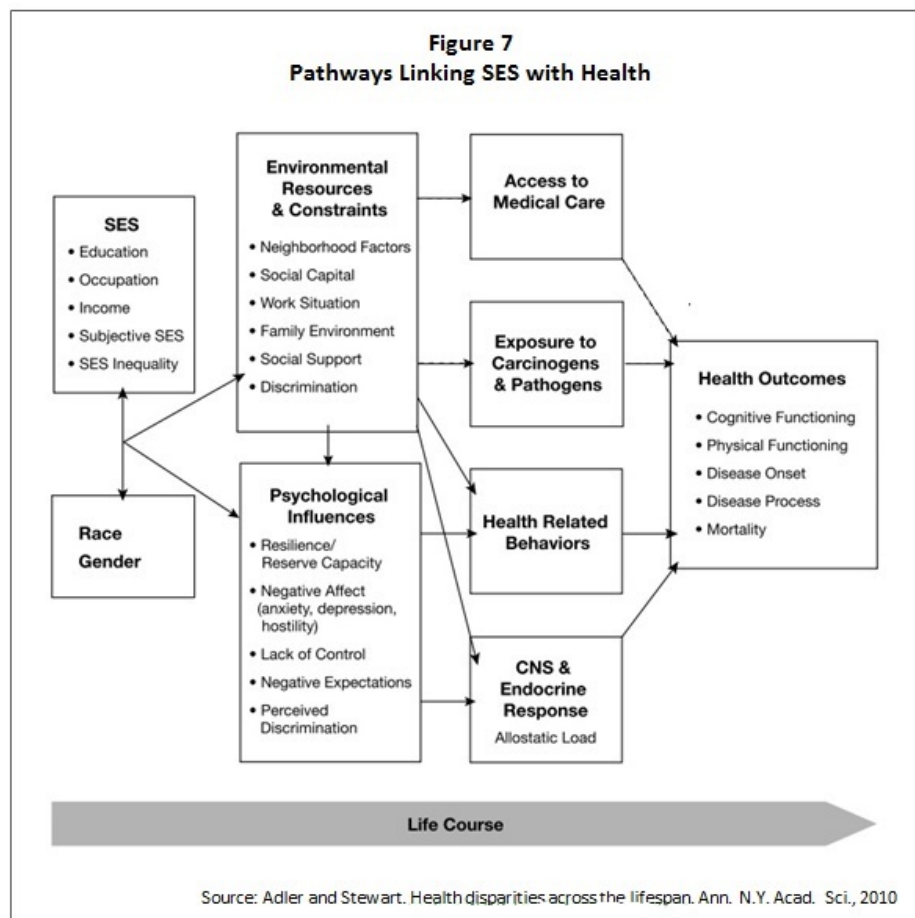 Figure 7
Pathways Linking SES with Health
SES
• Education
• Occupation
• Income
• Subjective SES
• SES Inequality
Race
Gender
Environmental
Resources
& Constraints
• Neighborhood Factors
• Social Capital
• Work Situation
• Family Environment
• Social Support
• Discrimination
Psychological
Influences
• Resilience/
Reserve Capacity
• Negative Affect
(anxiety, depression,
hostility)
• Lack of Control
• Negative Expectations
• Perceived
Discrimination
Access to
Medical Care
Exposure to
Carcinogens
& Pathogens
Health Related
Behaviors
CNS &
Endocrine
Response
Allostatic Load
Health Outcomes
• Cognitive Functioning
• Physical Functioning
• Disease Onset
• Disease Process
• Mortality
Life Course
Source: Adler and Stewart. Health disparities across the lifespan. Ann. N.Y. Acad. Sci., 2010